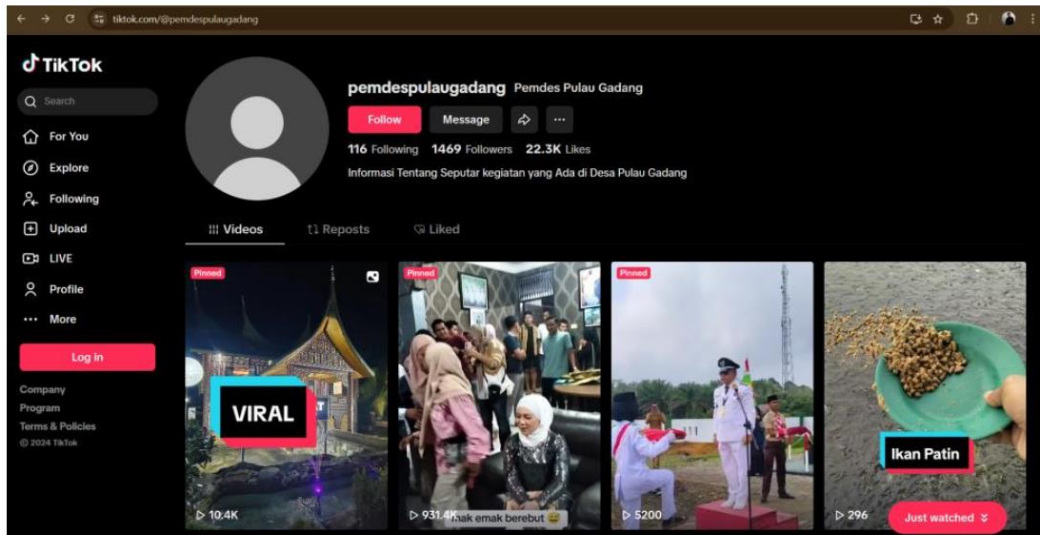 tiktok.com/@pemdespulaugadang
TikTok
Search
For You
Explore
Following
Upload
LIVE
Profile
More
Log in
Company
Program
Terms & Policies
© 2024 TikTok
pemdespulaugadang Pemdes Pulau Gadang
Follow Message
116 Following 1469 Followers 22.3K Likes
Informasi Tentang Seputar kegiatan yang Ada di Desa Pulau Gadang
Videos Reposts Liked
Pinned
VIRAL
10.4K
Pinned
931.4K
mak emak berebut 😅
Pinned
5200
Ikan Patin
296
Just watched